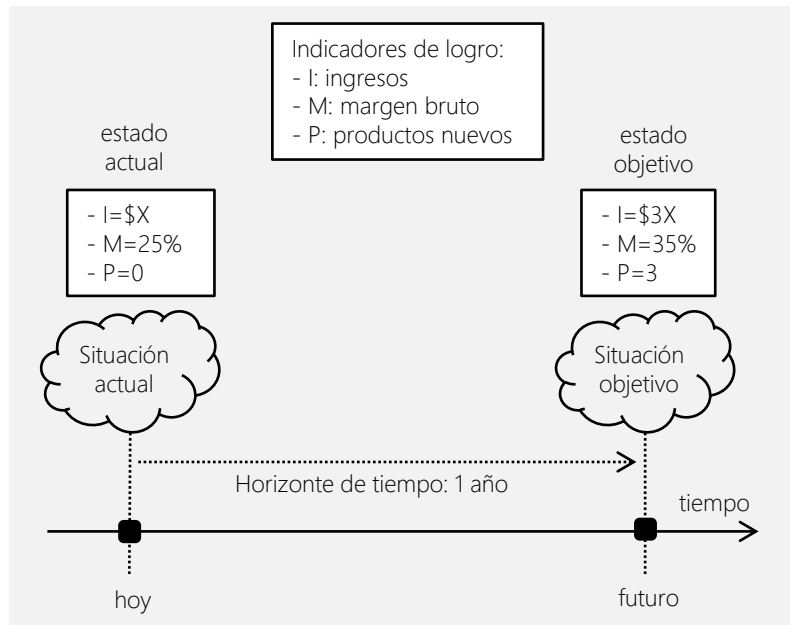 Indicadores de logro:
- I: ingresos
- M: margen bruto
- P: productos nuevos
estado
actual
estado
objetivo
- I=$X
- M=25%
- P=0
- I=$3X
- M=35%
- P=3
Situación
actual
Situación
objetivo
Horizonte de tiempo: 1 año
tiempo
hoy
futuro